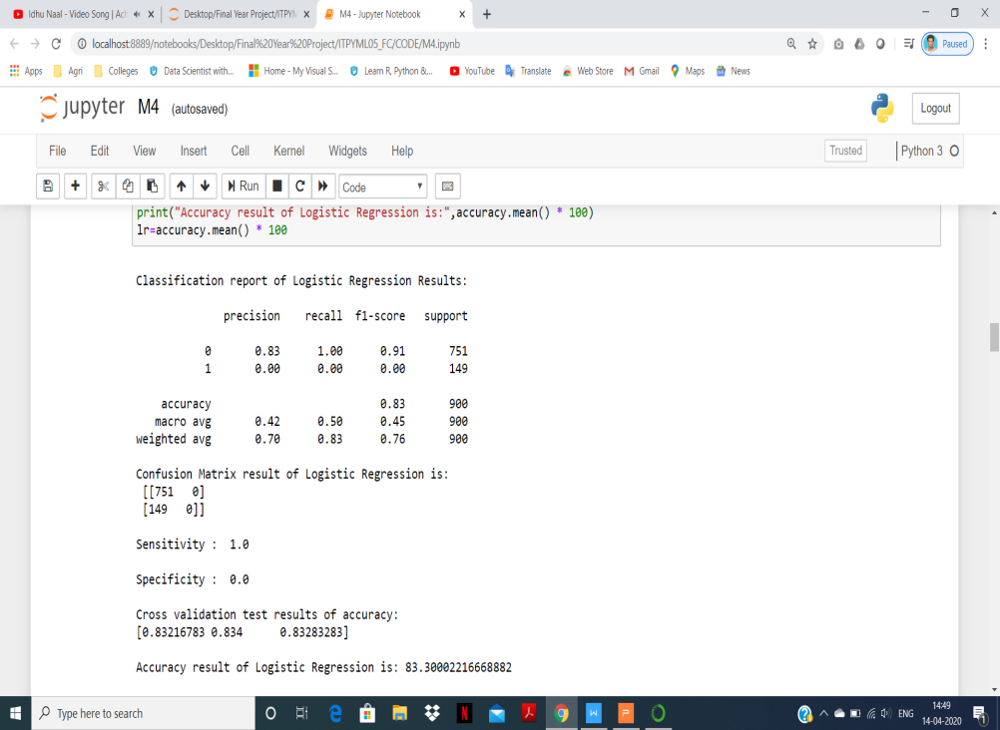 Idhu Naal - Video Song | Ach
Desktop/Final Year Project/ITPYM
M4 - Jupyter Notebook
localhost:8889/notebooks/Desktop/Final%20Year%20Project/ITPYML05_FC/CODE/M4.ipynb
Paused
Apps Agri Colleges Data Scientist with... Home - My Visual S... Learn R, Python &... YouTube Translate Web Store Gmail Maps News
jupyter M4 (autosaved)
Logout
File Edit View Insert Cell Kernel Widgets Help
Trusted Python 3
Run Code
print("Accuracy result of Logistic Regression is:",accuracy.mean() * 100)
lr=accuracy.mean() * 100
Classification report of Logistic Regression Results:
precision recall f1-score support
0 0.83 1.00 0.91 751
1 0.00 0.00 0.00 149
accuracy 0.83 900
macro avg 0.42 0.50 0.45 900
weighted avg 0.70 0.83 0.76 900
Confusion Matrix result of Logistic Regression is:
[[751 0]
[149 0]]
Sensitivity : 1.0
Specificity : 0.0
Cross validation test results of accuracy:
[0.83216783 0.834 0.83283283]
Accuracy result of Logistic Regression is: 83.30002216668882
Type here to search
ENG
14:49
14-04-2020
1